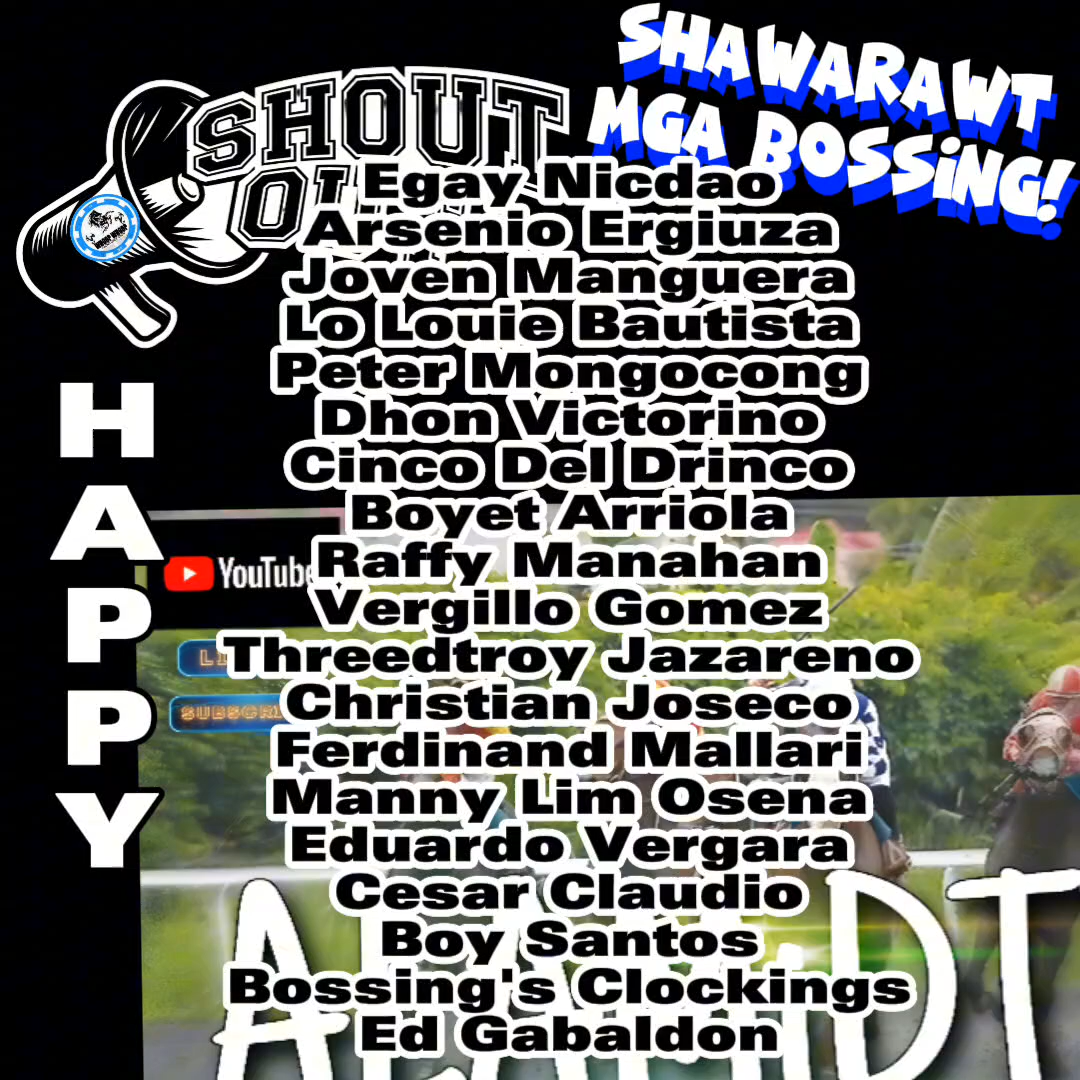 SHAWARAWT
MGA BOSSiNG!
SHOUT
Egay Nicdao
Arsenio Ergiuza
Joven Manguera
Lo Louie Bautista
Peter Mongocong
Dhon Victorino
Cinco Del Drinco
Boyet Arriola
Raffy Manahan
Vergillo Gomez
Threedtroy Jazareno
Christian Joseco
Ferdinand Mallari
Manny Lim Osena
Eduardo Vergara
Cesar Claudio
Boy Santos
Bossing's Clockings
Ed Gabaldon
HAPPY
YouTube